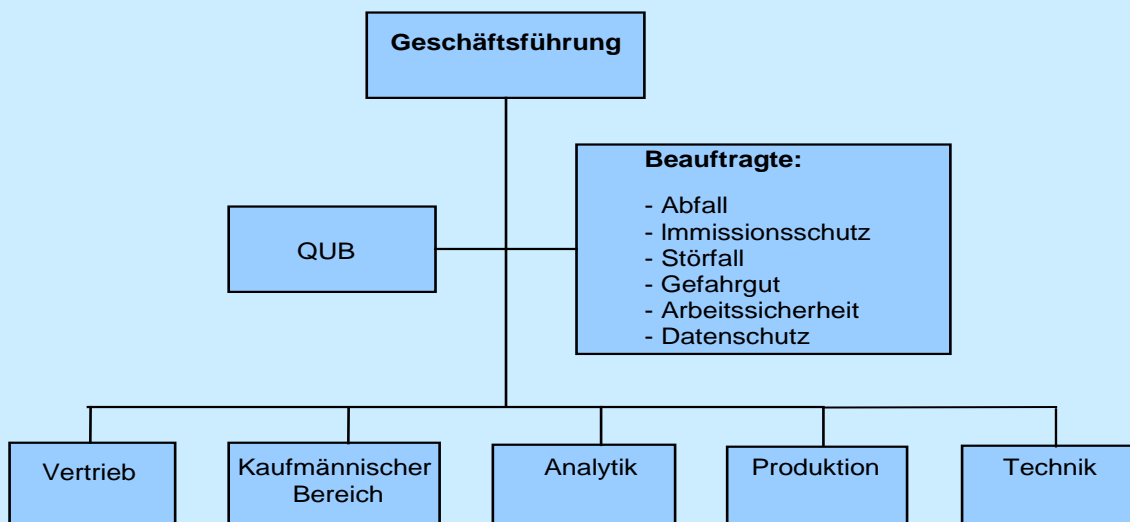 Geschäftsführung
Beauftragte:
- Abfall
- Immissionsschutz
- Störfall
- Gefahrgut
- Arbeitssicherheit
- Datenschutz
QUB
Vertrieb
Kaufmännischer
Bereich
Analytik
Produktion
Technik